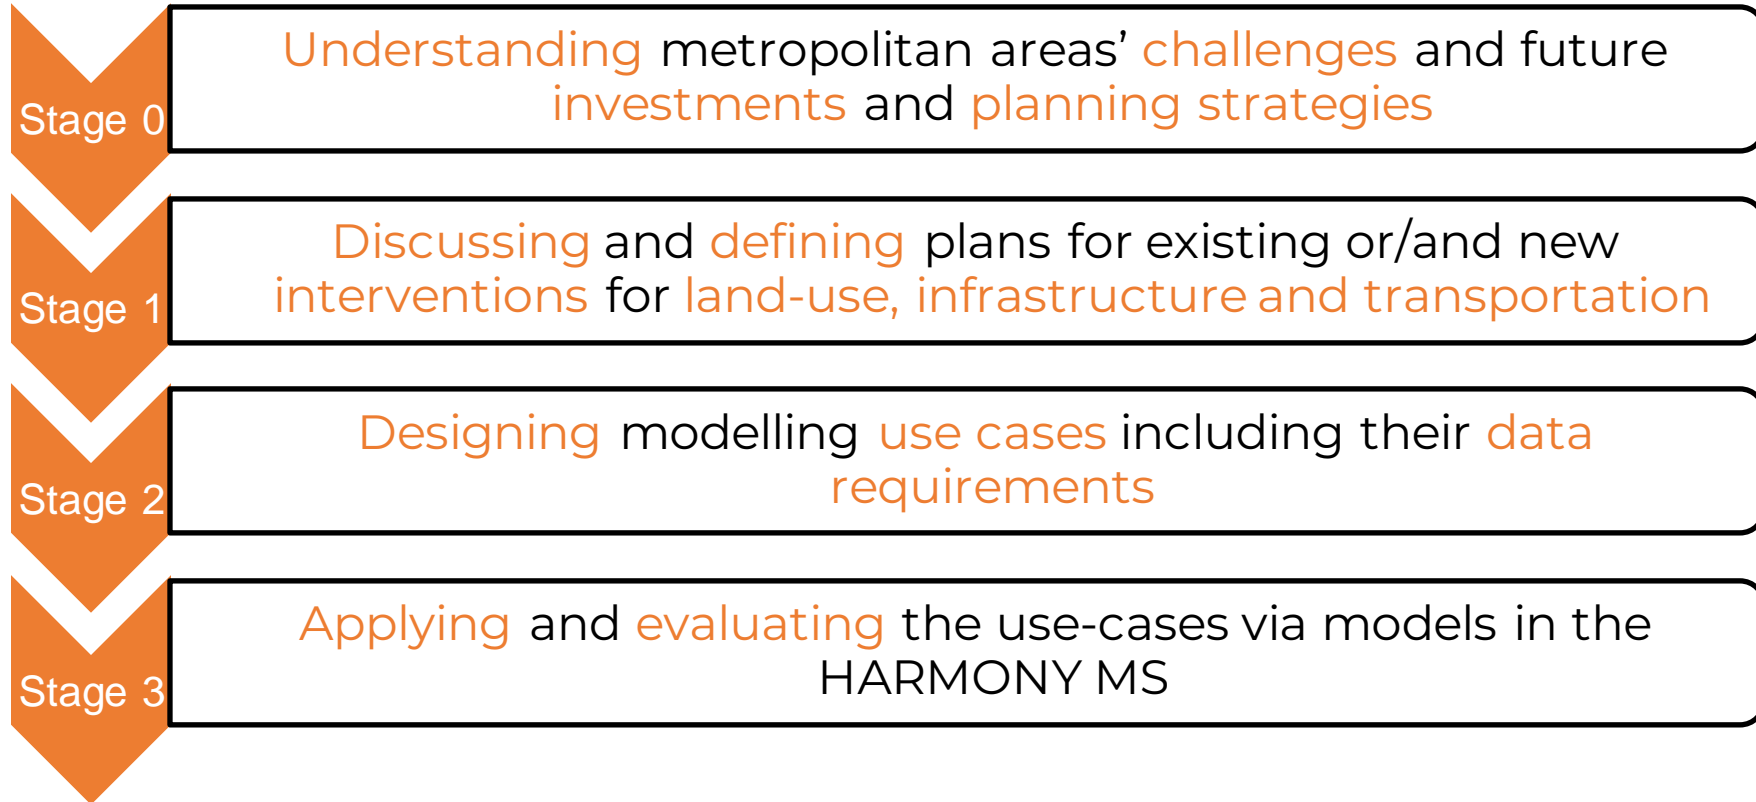 Stage 0
Understanding metropolitan areas’ challenges and future
investments and planning strategies
Stage 1
Discussing and defining plans for existing or/and new
interventions for land-use, infrastructure and transportation
Stage 2
Designing modelling use cases including their data
requirements
Stage 3
Applying and evaluating the use-cases via models in the
HARMONY MS